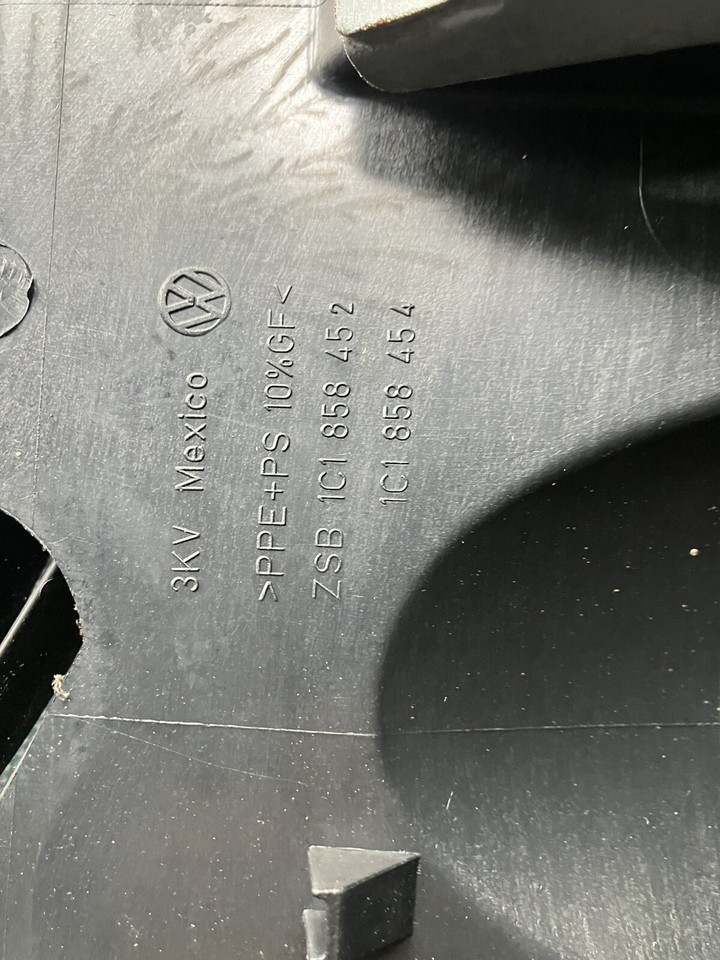 3KV Mexico
>PPE+PS 10%GF<
ZSB 1C1 858 452
1C1 858 454